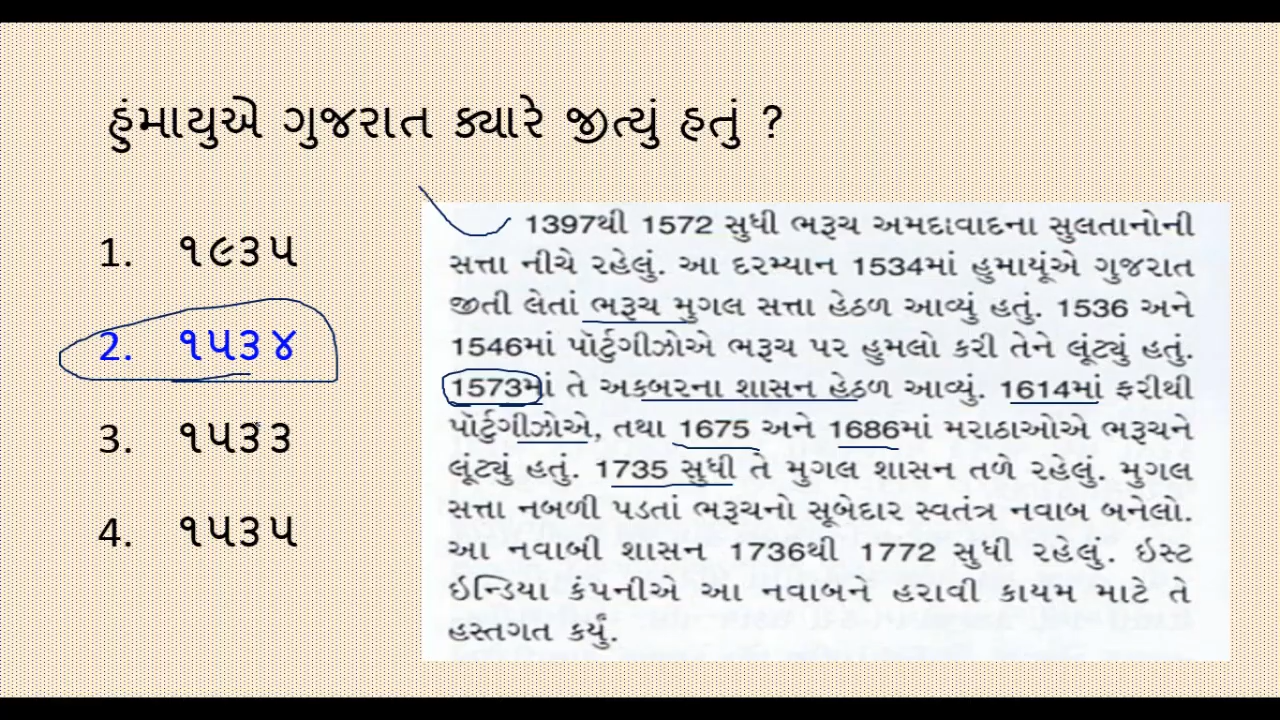 હુંમાયુએ ગુજરાત ક્યારે જીત્યું હતું ?
1. ૧૯૩૫
2. ૧૫૩૪
3. ૧૫૩૩
4. ૧૫૩૫
1397થી 1572 સુધી ભરૂચ અમદાવાદના સુલતાનોની
સત્તા નીચે રહેલું. આ દરમ્યાન 1534માં હુમાયૂંએ ગુજરાત
જીતી લેતાં ભરૂચ મુગલ સત્તા હેઠળ આવ્યું હતું. 1536 અને
1546માં પૉર્ટુગીઝોએ ભરૂચ પર હુમલો કરી તેને લૂંટ્યું હતું.
1573માં તે અકબરના શાસન હેઠળ આવ્યું. 1614માં ફરીથી
પૉર્ટુગીઝોએ, તથા 1675 અને 1686માં મરાઠાઓએ ભરૂચને
લૂંટ્યું હતું. 1735 સુધી તે મુગલ શાસન તળે રહેલું. મુગલ
સત્તા નબળી પડતાં ભરૂચનો સૂબેદાર સ્વતંત્ર નવાબ બનેલો.
આ નવાબી શાસન 1736થી 1772 સુધી રહેલું. ઇસ્ટ
ઇન્ડિયા કંપનીએ આ નવાબને હરાવી કાયમ માટે તે
હસ્તગત કર્યું.